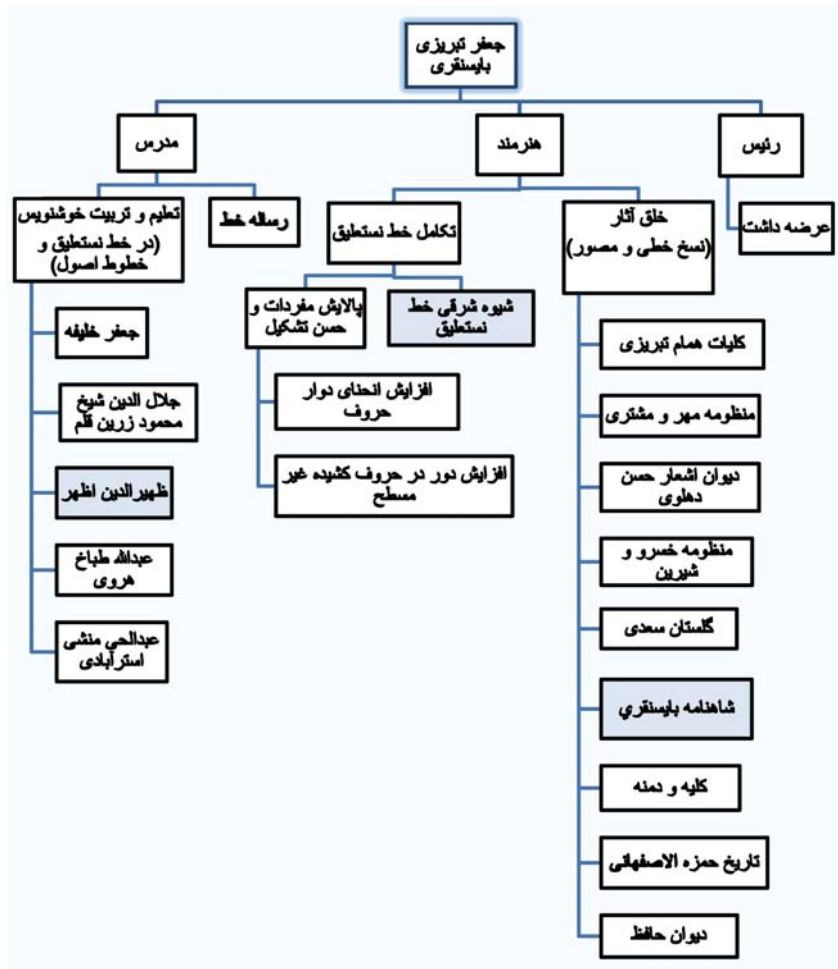 جعفر تبریزی
بایسنقری
رئیس
هنرمند
مدرس
عرضه داشت
خلق آثار
(نسخ خطی و مصور)
تکامل خط نستعلیق
رساله خط
تعلیم و تربیت خوشنویس
(در خط نستعلیق و
خطوط اصول)
کلیات همام تبریزی
منظومه مهر و مشتری
دیوان اشعار حسن
دهلوی
منظومه خسرو و
شیرین
گلستان سعدی
شاهنامه بایسنقري
کلیه و دمنه
تاریخ حمزه الاصفهانی
دیوان حافظ
شیوه شرقی خط
نستعلیق
پالایش مفردات و
حسن تشکیل
افزایش انحنای دوار
حروف
افزایش دور در حروف کشیده غیر
مسطح
جعفر خلیفه
جلال الدین شیخ
محمود زرین قلم
ظهیرالدین اظهر
عبدالله طباخ
هروی
عبدالحی منشی
استرآبادی